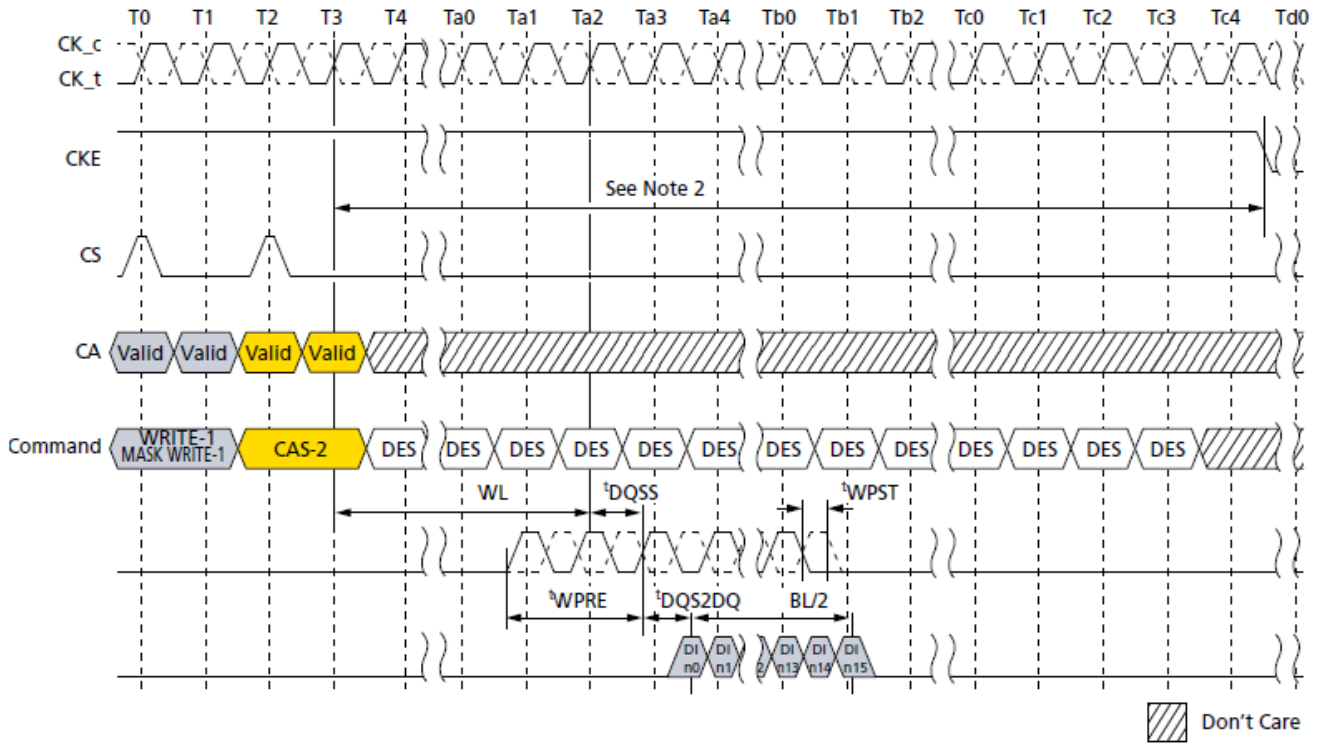 T0 T1 T2 T3 T4 Ta0 Ta1 Ta2 Ta3 Ta4 Tb0 Tb1 Tb2 Tc0 Tc1 Tc2 Tc3 Tc4 Td0
CK_c
CK_t
CKE
See Note 2
CS
CA Valid Valid Valid Valid
Command WRITE-1 MASK WRITE-1 CAS-2 DES DES DES DES DES DES DES DES DES DES DES DES DES
WL tDQSS tWPST
tWPRE tDQS2DQ BL/2
DI n0 DI n1 2 DI n13 DI n14 DI n15
Don't Care